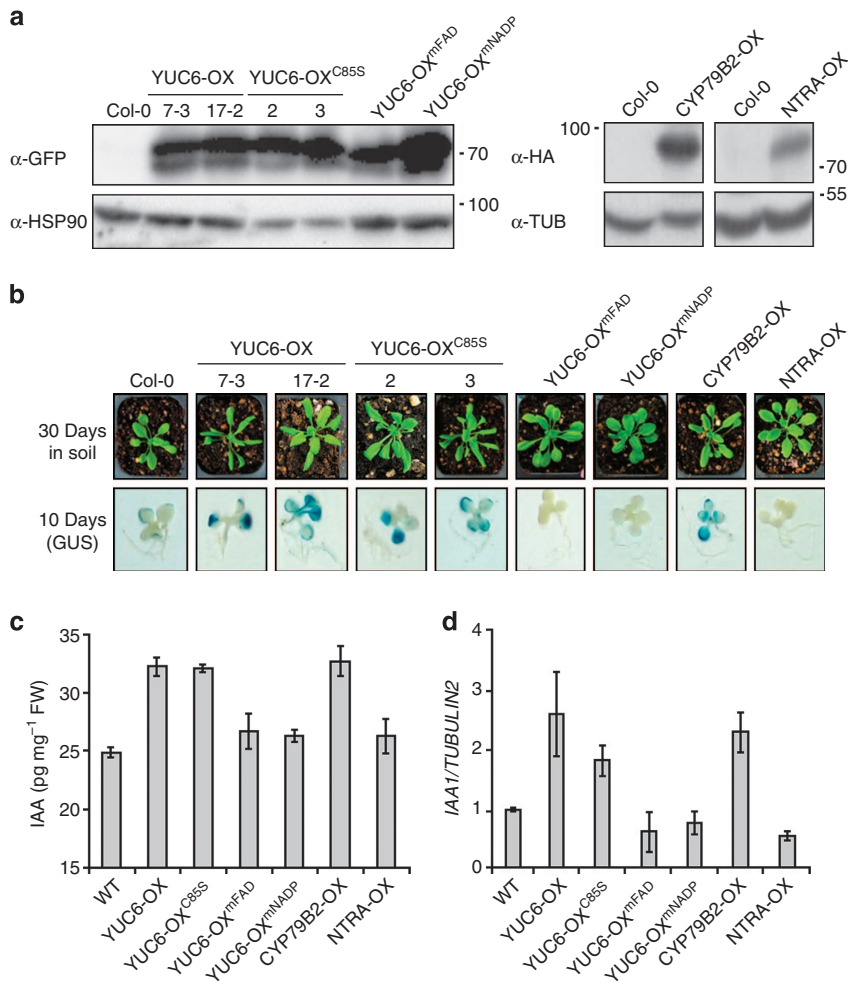 a
YUC6-OX YUC6-OX^C85S YUC6-OX^mFAD YUC6-OX^mNADP
Col-0 7-3 17-2 2 3
α-GFP
-70
α-HSP90
-100
Col-0 CYP79B2-OX Col-0 NTRA-OX
100-
α-HA
-70
-55
α-TUB
b
YUC6-OX YUC6-OX^C85S YUC6-OX^mFAD YUC6-OX^mNADP CYP79B2-OX NTRA-OX
Col-0 7-3 17-2 2 3
30 Days
in soil
10 Days
(GUS)
c
IAA (pg mg⁻¹ FW)
35
30
25
20
15
WT YUC6-OX YUC6-OX^C85S YUC6-OX^mFAD YUC6-OX^mNADP CYP79B2-OX NTRA-OX
d
IAA1/TUBULIN2
4
3
2
1
0
WT YUC6-OX YUC6-OX^C85S YUC6-OX^mFAD YUC6-OX^mNADP CYP79B2-OX NTRA-OX